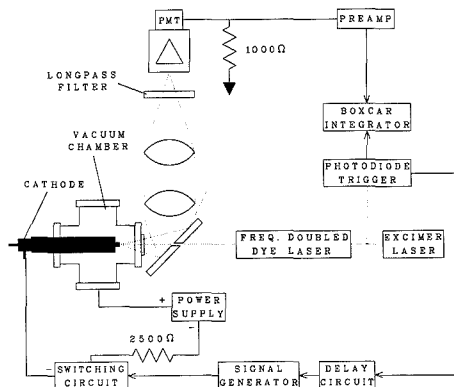 PMT
PREAMP
1000Ω
LONGPASS
FILTER
BOXCAR
INTEGRATOR
VACUUM
CHAMBER
PHOTODIODE
TRIGGER
CATHODE
FREQ. DOUBLED
DYE LASER
EXCIMER
LASER
+
POWER
SUPPLY
-
2500Ω
-
SWITCHING
CIRCUIT
SIGNAL
GENERATOR
DELAY
CIRCUIT